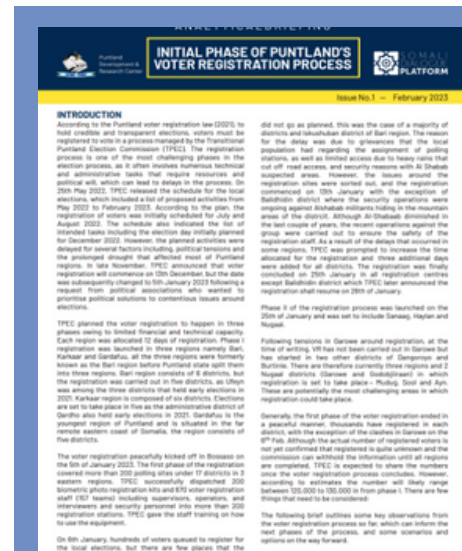 ANALYTICAL BRIEFING
Puntland
Development &
Research Center
INITIAL PHASE OF PUNTLAND'S
VOTER REGISTRATION PROCESS
SOMALI
DIALOGUE
PLATFORM
Issue No.1 — February 2023
INTRODUCTION
According to the Puntland voter registration law (2021), to
hold credible and transparent elections, voters must be
registered to vote in a process managed by the Transitional
Puntland Election Commission (TPEC). The registration
process is one of the most challenging phases in the
election process, as it often involves numerous technical
and administrative tasks that require resources and
political will, which can lead to delays in the process. On
25th May 2022, TPEC released the schedule for the local
elections, which included a list of proposed activities from
May 2022 to February 2023. According to the plan, the
registration of voters was initially scheduled for July and
August 2022. The schedule also indicated the list of
intended tasks including the election day initially planned
for December 2022. However, the planned activities were
delayed for several factors including, political tensions and
the prolonged drought that affected most of Puntland
regions. In late November, TPEC announced that voter
registration will commence on 13th December, but the date
was subsequently changed to 5th January 2023 following a
request from political associations who wanted to
prioritise political solutions to contentious issues around
elections.
TPEC planned the voter registration to happen in three
phases owing to limited financial and technical capacity.
Each region was allocated 12 days of registration. Phase I
registration was launched in three regions namely Bari,
Karkaar and Gardafuu, all the three regions were formerly
known as the Bari region before Puntland state split them
into three regions. Bari region consists of 6 districts, but
the registration was carried out in five districts, as Ufeyn
was among the three districts that held early elections in
2021. Karkaar region is composed of six districts. Elections
are set to take place in five as the administrative district of
Qardho also held early elections in 2021. Gardafuu is the
youngest region of Puntland and is situated in the far
remote eastern coast of Somalia, the region consists of
five districts.
The voter registration peacefully kicked off in Bossaso on
the 5th of January 2023. The first phase of the registration
covered more than 200 polling sites under 17 districts in 3
eastern regions. TPEC successfully dispatched 200
biometric photo registration kits and 870 voter registration
staff (157 teams) including supervisors, operators, and
interviewers and security personnel into more than 200
registration stations. TPEC gave the staff training on how
to use the equipment.
On 6th January, hundreds of voters queued to register for
the local elections, but there are few places that the
did not go as planned, this was the case of a majority of
districts and Iskushuban district of Bari region. The reason
for the delay was due to grievances that the local
population had regarding the assignment of polling
stations, as well as limited access due to heavy rains that
cut off road access, and security reasons with Al Shabab
suspected areas. However, the issues around the
registration sites were sorted out, and the registration
commenced on 13th January with the exception of
Balidhidin district where the security operations were
ongoing against Alshabab militants hiding in the mountain
areas of the district. Although Al-Shabaab diminished in
the last couple of years, the recent operations against the
group were carried out to ensure the safety of the
registration staff. As a result of the delays that occurred in
some regions, TPEC was prompted to increase the time
allocated for the registration and three additional days
were added for all districts. The registration was finally
concluded on 25th January in all registration centres
except Balidhidin district which TPEC later announced the
registration shall resume on 28th of January.
Phase II of the registration process was launched on the
25th of January and was set to include Sanaag, Haylan and
Nugaal.
Following tensions in Garowe around registration, at the
time of writing, VR has not been carried out in Garowe but
has started in two other districts of Dangoroyo and
Burtinle. There are therefore currently three regions and 2
Nugaal districts (Garowe and Godobjiraan) in which
registration is set to take place – Mudug, Sool and Ayn.
These are potentially the most challenging areas in which
registration could take place.
Generally, the first phase of the voter registration ended in
a peaceful manner, thousands have registered in each
district, with the exception of the clashes in Garowe on the
6th Feb. Although the actual number of registered voters is
not yet confirmed that registered is quite unknown and the
commission can withhold the information until all regions
are completed, TPEC is expected to share the numbers
once the voter registration process concludes. However,
according to estimates the number will likely range
between 125,000 to 130,000 in from phase I. There are few
things that need to be considered:
The following brief outlines some key observations from
the voter registration process so far, which can inform the
next phases of the process, and some scenarios and
options on the way forward.